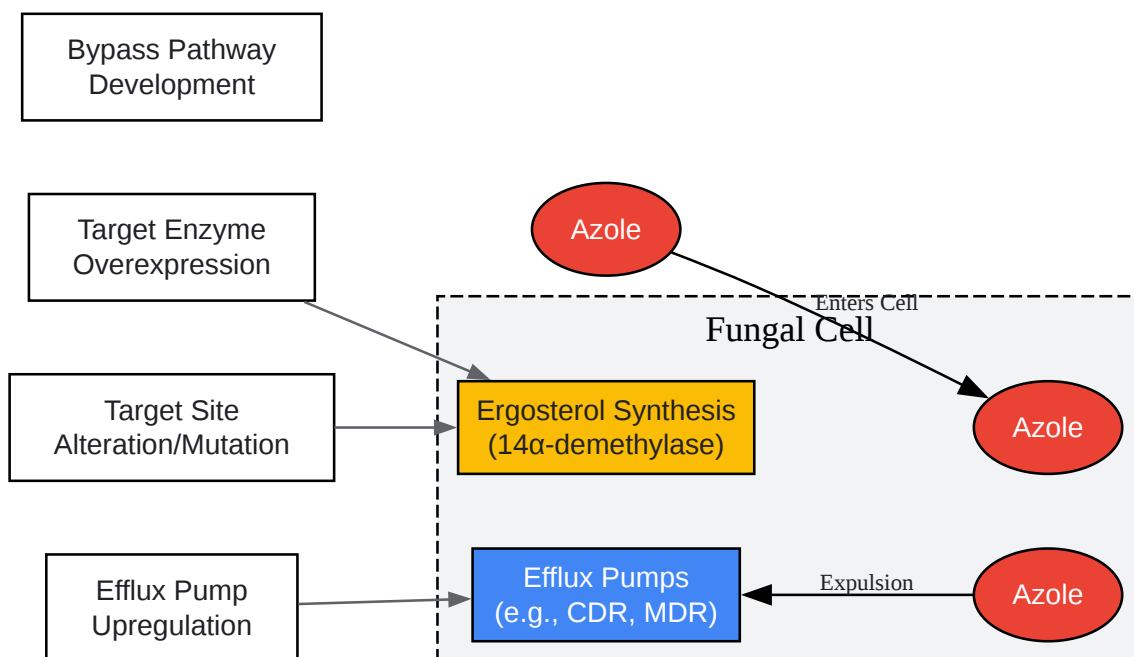 Bypass Pathway
Development
Target Enzyme
Overexpression
Azole
Enters Cell
Fungal Cell
Target Site
Alteration/Mutation
Ergosterol Synthesis
(14α-demethylase)
Azole
Efflux Pump
Upregulation
Efflux Pumps
(e.g., CDR, MDR)
Expulsion
Azole